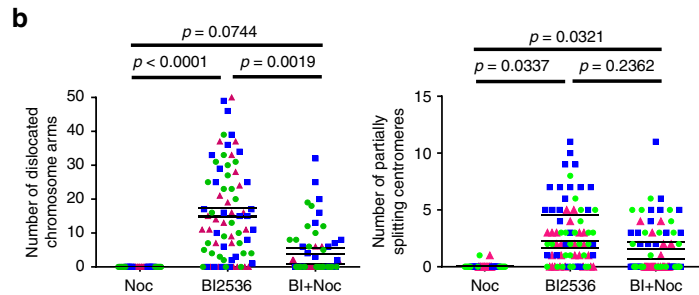 b
p = 0.0744
p < 0.0001 p = 0.0019
Number of dislocated
chromosome arms
50
40
30
20
10
0
Noc BI2536 BI+Noc
p = 0.0321
p = 0.0337 p = 0.2362
Number of partially
splitting centromeres
15
10
5
0
Noc BI2536 BI+Noc